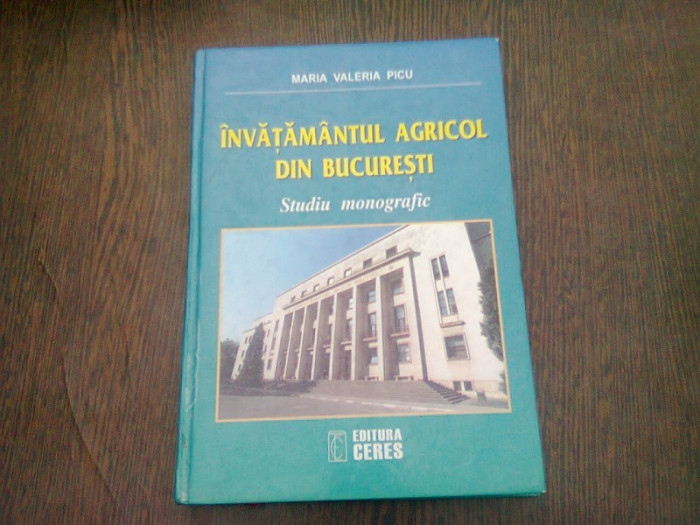 MARIA VALERIA PICU
ÎNVĂȚĂMÂNTUL AGRICOL
DIN BUCUREȘTI
Studiu monografic
EDITURA
CERES